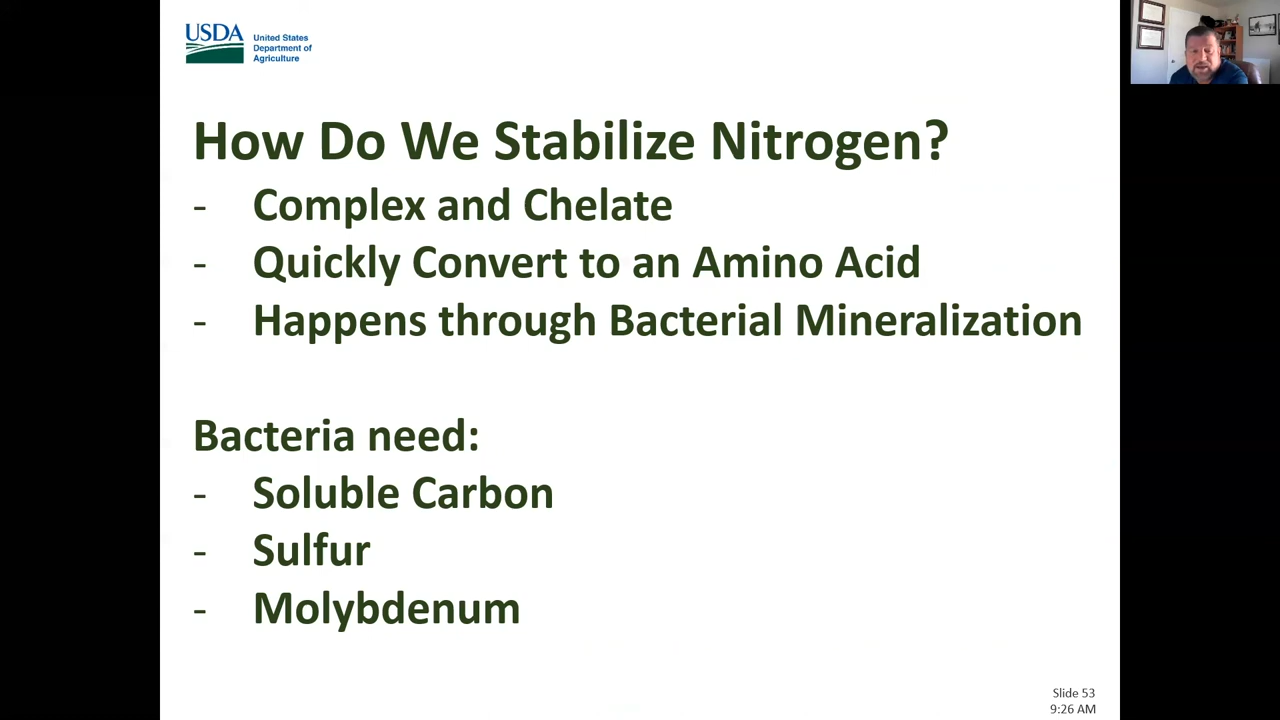 USDA
United States
Department of
Agriculture
How Do We Stabilize Nitrogen?
- Complex and Chelate
- Quickly Convert to an Amino Acid
- Happens through Bacterial Mineralization
Bacteria need:
- Soluble Carbon
- Sulfur
- Molybdenum
Slide 53
9:26 AM